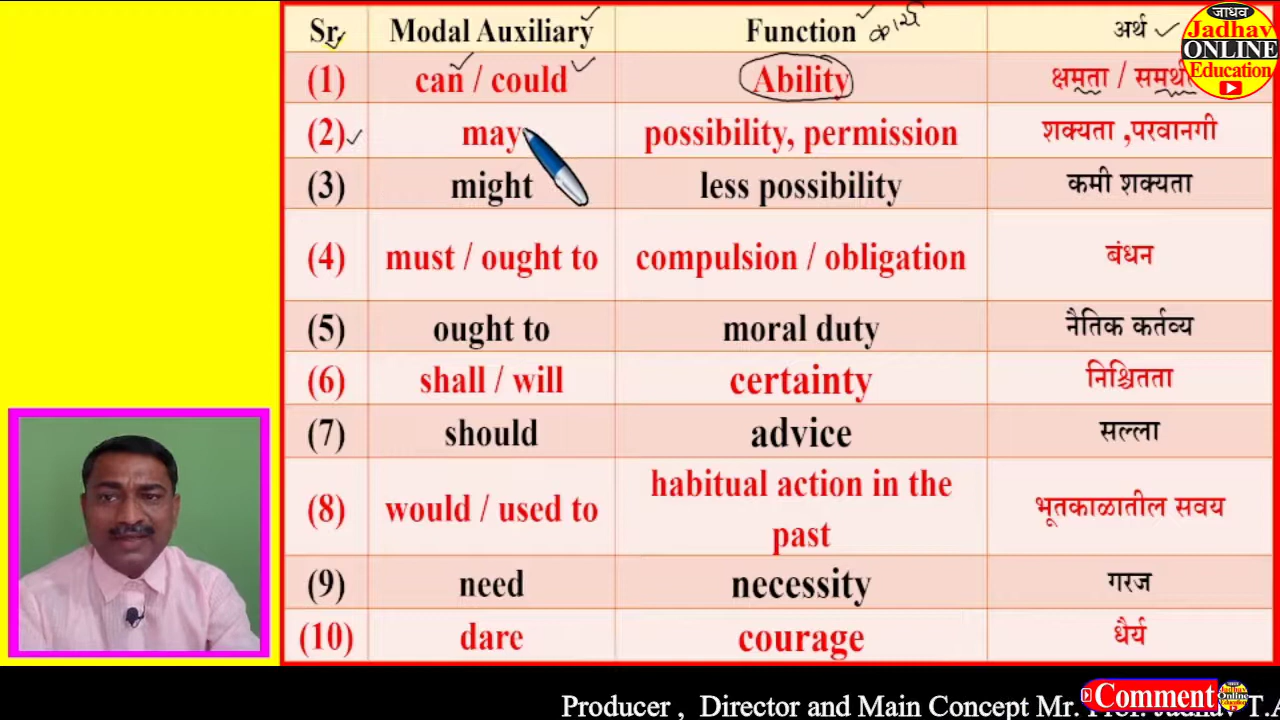 Sr. Modal Auxiliary Function कार्य अर्थ
(1) can / could Ability क्षमता / समर्थता
(2) may possibility, permission शक्यता ,परवानगी
(3) might less possibility कमी शक्यता
(4) must / ought to compulsion / obligation बंधन
(5) ought to moral duty नैतिक कर्तव्य
(6) shall / will certainty निश्चितता
(7) should advice सल्ला
(8) would / used to habitual action in the past भूतकाळातील सवय
(9) need necessity गरज
(10) dare courage धैर्य
जाधव
Jadhav
ONLINE
Education
Comment
Producer , Director and Main Concept Mr. Prof. Jadhav T.A